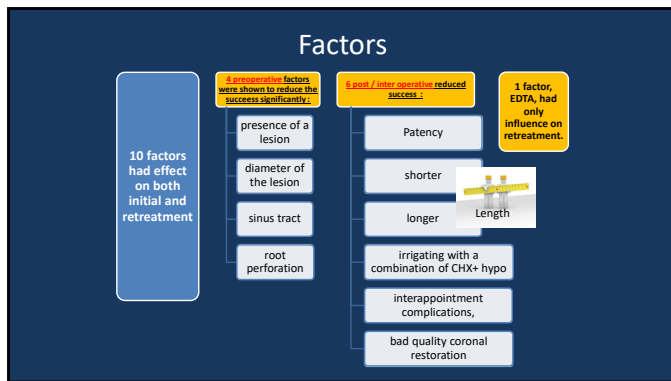 Factors
10 factors
had effect
on both
initial and
retreatment
4 preoperative factors
were shown to reduce the
succeess significantly :
presence of a
lesion
diameter of
the lesion
sinus tract
root
perforation
6 post / inter operative reduced
success  :
Patency
shorter
longer
Length
irrigating with a
combination of CHX+ hypo
interappointment
complications,
bad quality coronal
restoration
1 factor,
EDTA, had
only
influence on
retreatment.